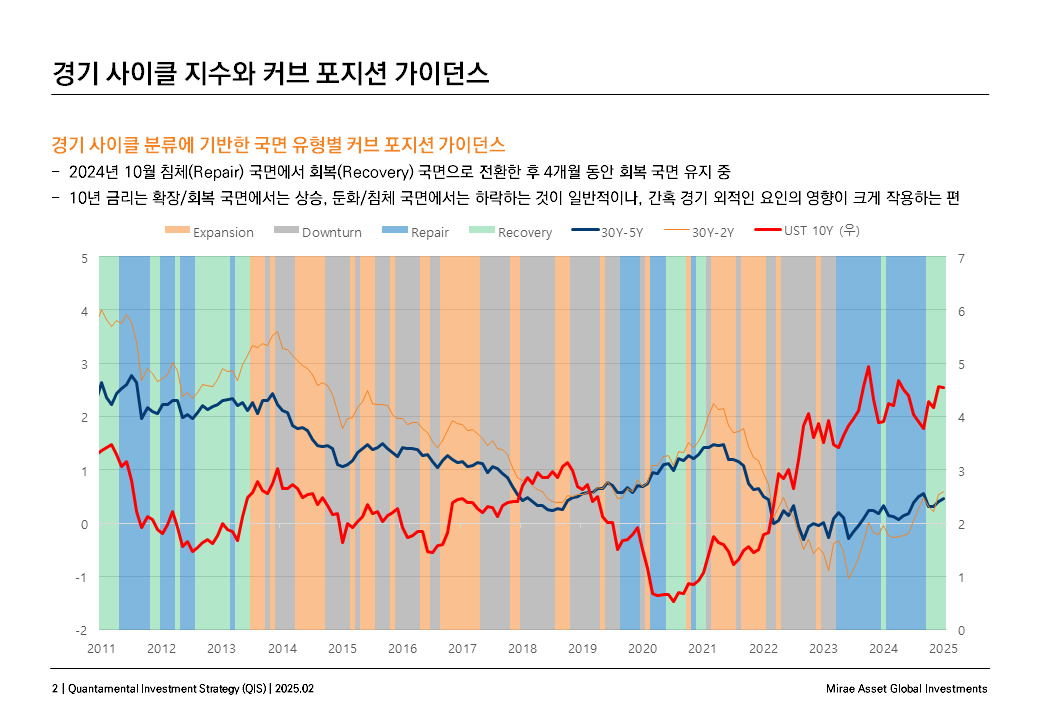 경기 사이클 지수와 커브 포지션 가이던스
경기 사이클 분류에 기반한 국면 유형별 커브 포지션 가이던스
− 2024년 10월 침체(Repair) 국면에서 회복(Recovery) 국면으로 전환한 후 4개월 동안 회복 국면 유지 중
− 10년 금리는 확장/회복 국면에서는 상승, 둔화/침체 국면에서는 하락하는 것이 일반적이나, 간혹 경기 외적인 요인의 영향이 크게 작용하는 편
Expansion Downturn Repair Recovery 30Y-5Y 30Y-2Y UST 10Y (우)
5 7
4 6
3 5
2 4
1 3
0 2
-1 1
-2 0
2011 2012 2013 2014 2015 2016 2017 2018 2019 2020 2021 2022 2023 2024 2025
2 | Quantamental Investment Strategy (QIS) | 2025.02 Mirae Asset Global Investments